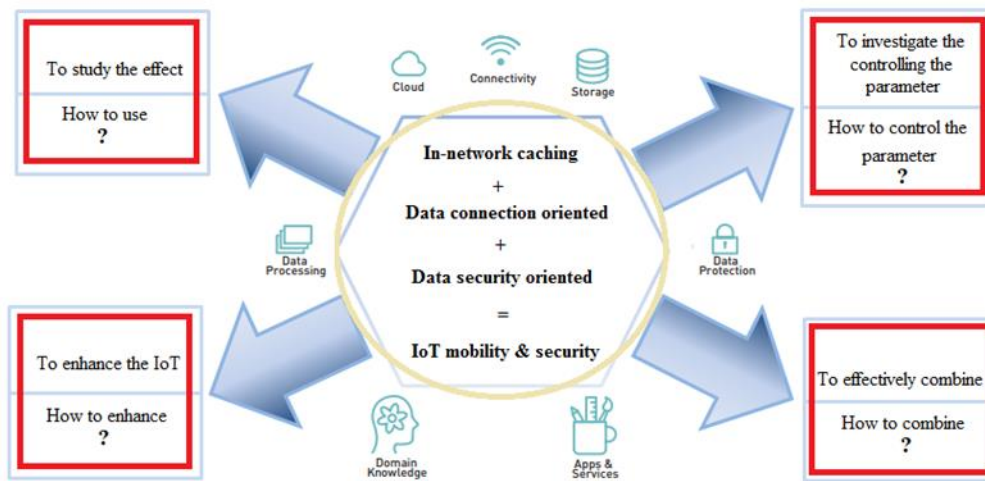 To study the effect
How to use
?
Cloud
Connectivity
Storage
To investigate the
controlling the
parameter
How to control the
parameter
?
In-network caching
+
Data connection oriented
+
Data security oriented
=
IoT mobility & security
Data
Processing
Data
Protection
To enhance the IoT
How to enhance
?
Domain
Knowledge
Apps &
Services
To effectively combine
How to combine
?